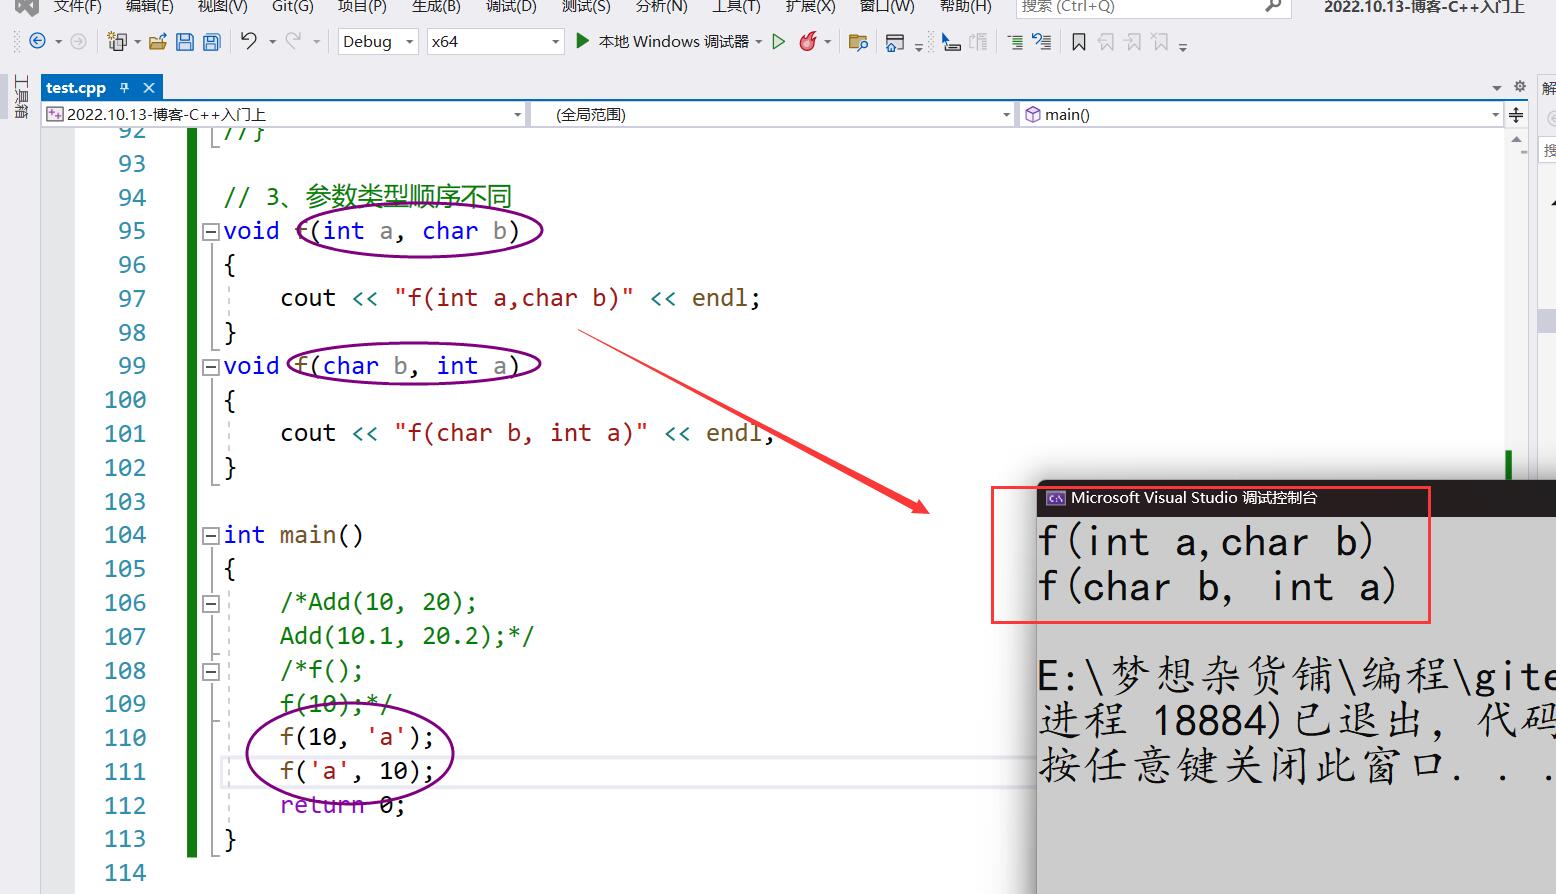 文件(F) 编辑(E) 视图(V) Git(G) 项目(P) 生成(B) 调试(D) 测试(S) 分析(N) 工具(T) 扩展(X) 窗口(W) 帮助(H) 搜索 (Ctrl+Q) 2022.10.13-博客-C++入门上
Debug x64 本地 Windows 调试器
工具箱
test.cpp
解
2022.10.13-博客-C++入门上 (全局范围) main()
搜
92 //}
93
94 // 3、参数类型顺序不同
95 void f(int a, char b)
96 {
97 cout << "f(int a,char b)" << endl;
98 }
99 void f(char b, int a)
100 {
101 cout << "f(char b, int a)" << endl;
102 }
103
104 int main()
105 {
106 /*Add(10, 20);
107 Add(10.1, 20.2);*/
108 /*f();
109 f(10);*/
110 f(10, 'a');
111 f('a', 10);
112 return 0;
113 }
114
Microsoft Visual Studio 调试控制台
f(int a,char b)
f(char b, int a)
E:\梦想杂货铺\编程\gite
进程 18884)已退出，代码
按任意键关闭此窗口. . .